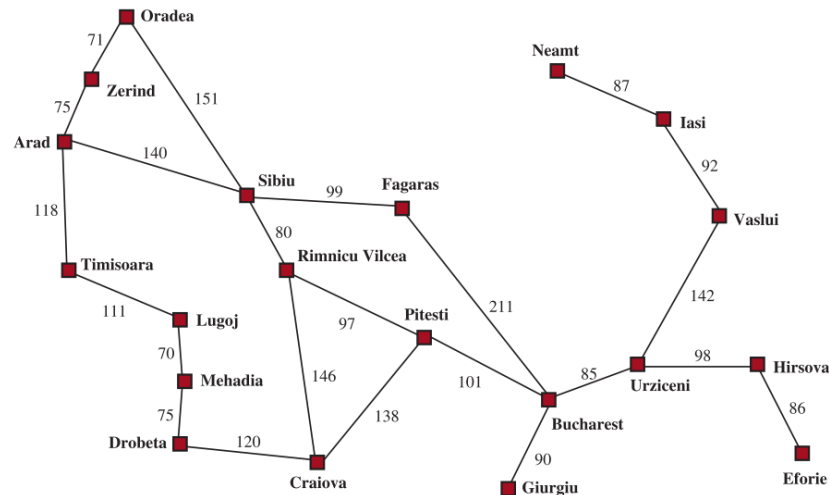 Oradea
71
Neamt
87
Zerind
151
75
Iasi
Arad
140
92
Sibiu
99
Fagaras
118
Vaslui
80
Timisoara
Rimnicu Vilcea
142
211
111
Lugoj
97
Pitesti
70
98
Hirsova
146
101
85
Mehadia
Urziceni
138
86
75
Bucharest
Drobeta
120
90
Craiova
Giurgiu
Eforie